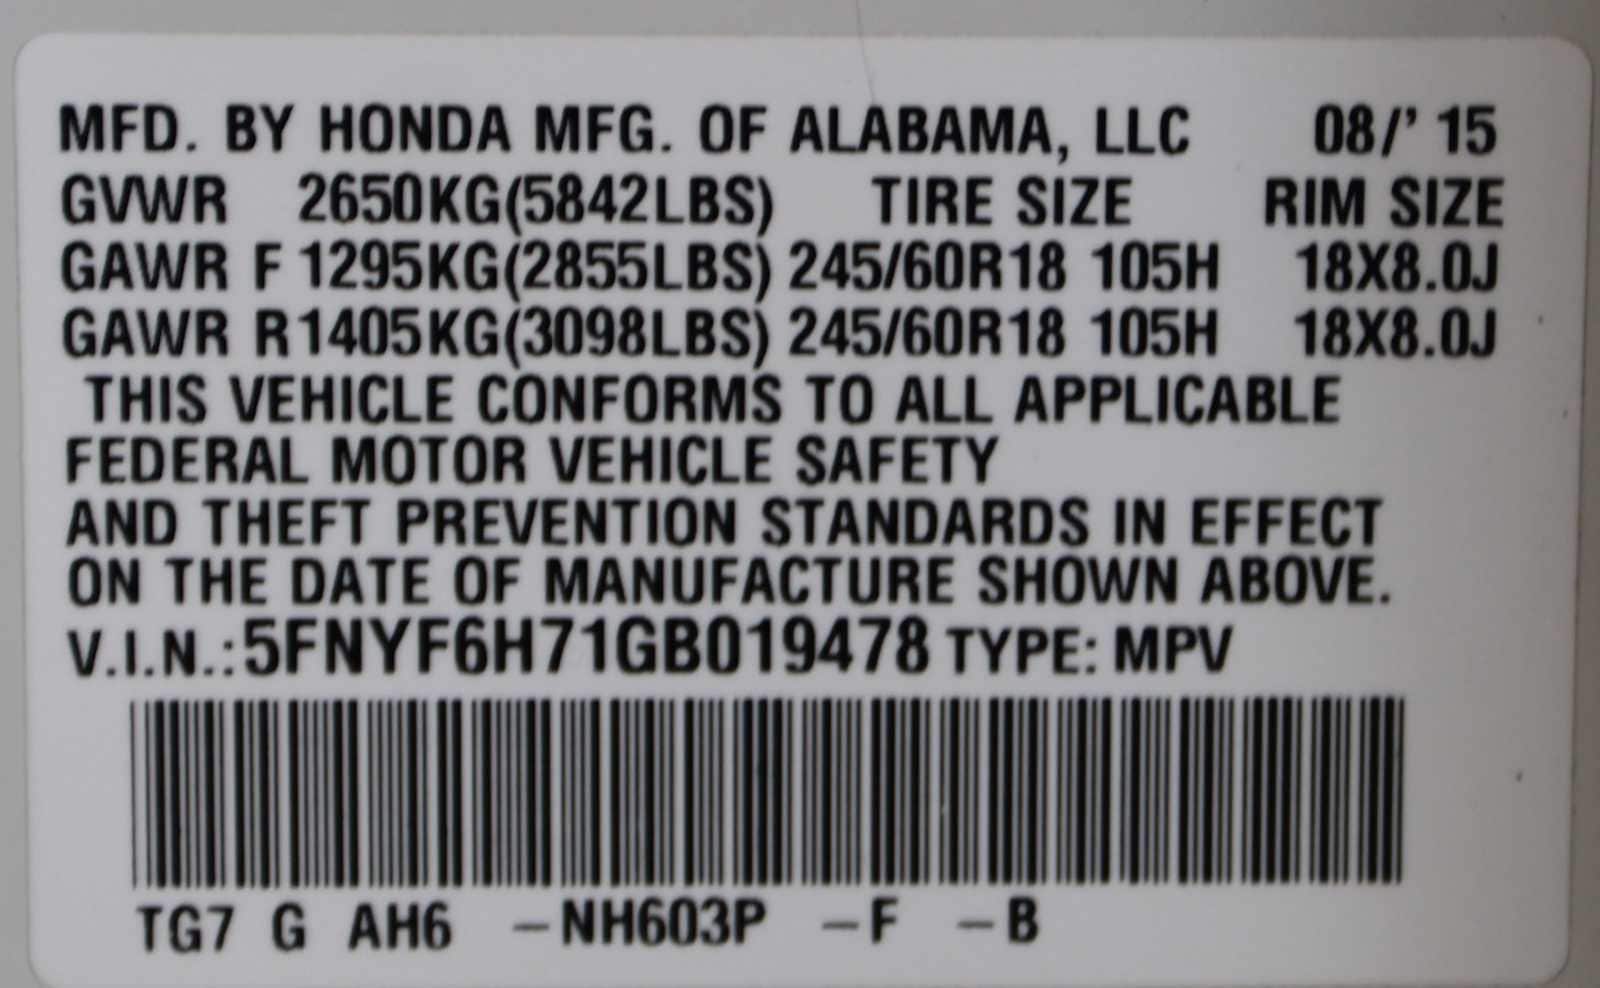 MFD. BY HONDA MFG. OF ALABAMA, LLC 08/' 15
GVWR 2650KG(5842LBS) TIRE SIZE RIM SIZE
GAWR F 1295KG(2855LBS) 245/60R18 105H 18X8.0J
GAWR R 1405KG(3098LBS) 245/60R18 105H 18X8.0J
THIS VEHICLE CONFORMS TO ALL APPLICABLE
FEDERAL MOTOR VEHICLE SAFETY
AND THEFT PREVENTION STANDARDS IN EFFECT
ON THE DATE OF MANUFACTURE SHOWN ABOVE.
V.I.N.:5FNYF6H71GB019478 TYPE: MPV
TG7 G AH6 –NH603P –F –B